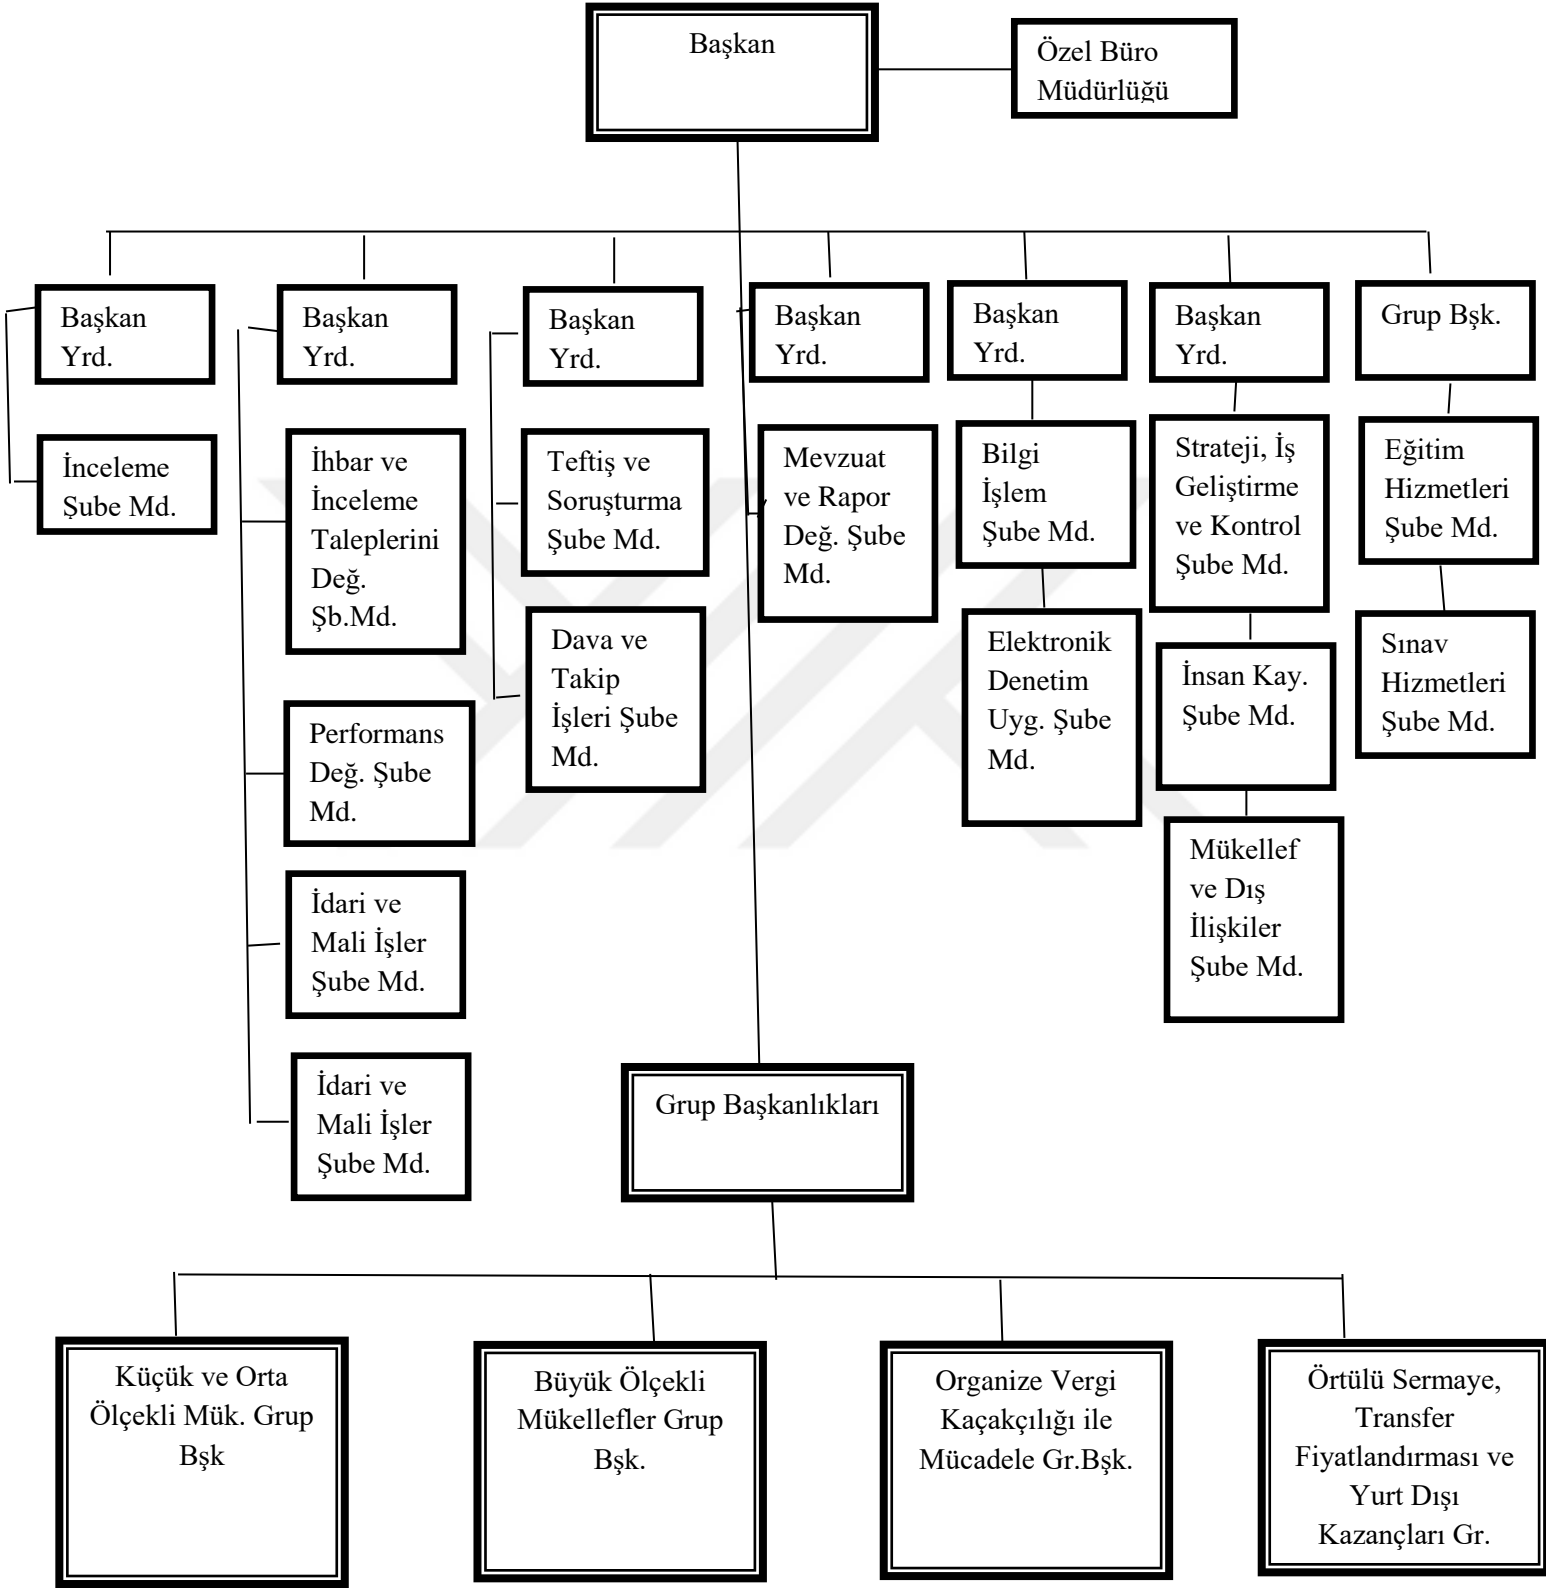 Başkan
Özel Büro
Müdürlüğü
Başkan
Yrd.
Başkan
Yrd.
Başkan
Yrd.
Başkan
Yrd.
Başkan
Yrd.
Başkan
Yrd.
Grup Bşk.
İnceleme
Şube Md.
İhbar ve
İnceleme
Taleplerini
Değ.
Şb.Md.
Teftiş ve
Soruşturma
Şube Md.
Mevzuat
ve Rapor
Değ. Şube
Md.
Bilgi
İşlem
Şube Md.
Strateji, İş
Geliştirme
ve Kontrol
Şube Md.
Eğitim
Hizmetleri
Şube Md.
Performans
Değ. Şube
Md.
Dava ve
Takip
İşleri Şube
Md.
Elektronik
Denetim
Uyg. Şube
Md.
İnsan Kay.
Şube Md.
Sınav
Hizmetleri
Şube Md.
İdari ve
Mali İşler
Şube Md.
Mükellef
ve Dış
İlişkiler
Şube Md.
İdari ve
Mali İşler
Şube Md.
Grup Başkanlıkları
Küçük ve Orta
Ölçekli Mük. Grup
Bşk
Büyük Ölçekli
Mükellefler Grup
Bşk.
Organize Vergi
Kaçakçılığı ile
Mücadele Gr.Bşk.
Örtülü Sermaye,
Transfer
Fiyatlandırması ve
Yurt Dışı
Kazançları Gr.